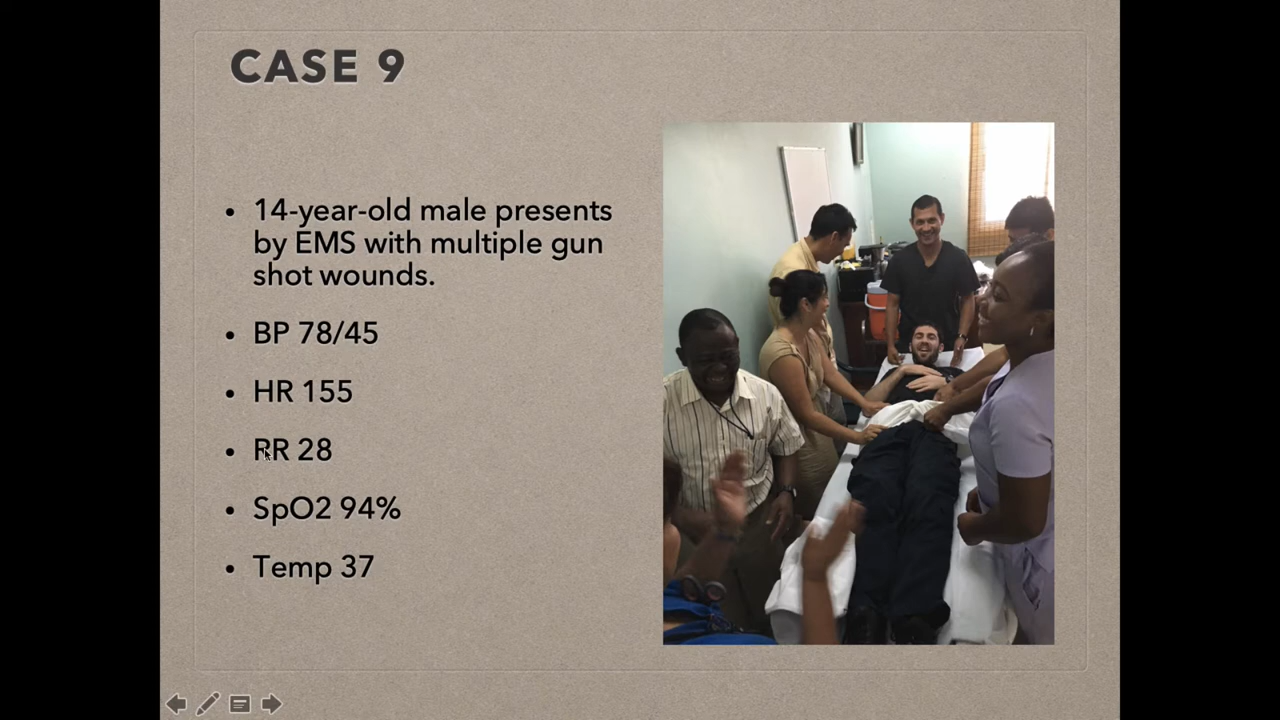 CASE 9
• 14-year-old male presents
by EMS with multiple gun
shot wounds.
• BP 78/45
• HR 155
• RR 28
• SpO2 94%
• Temp 37